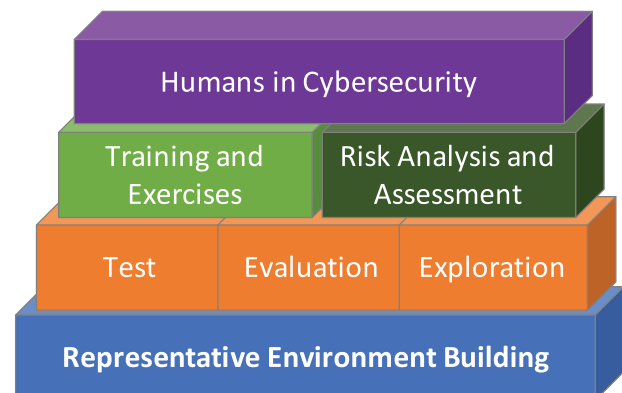 Humans in Cybersecurity
Training and
Exercises
Risk Analysis and
Assessment
Test
Evaluation
Exploration
Representative Environment Building